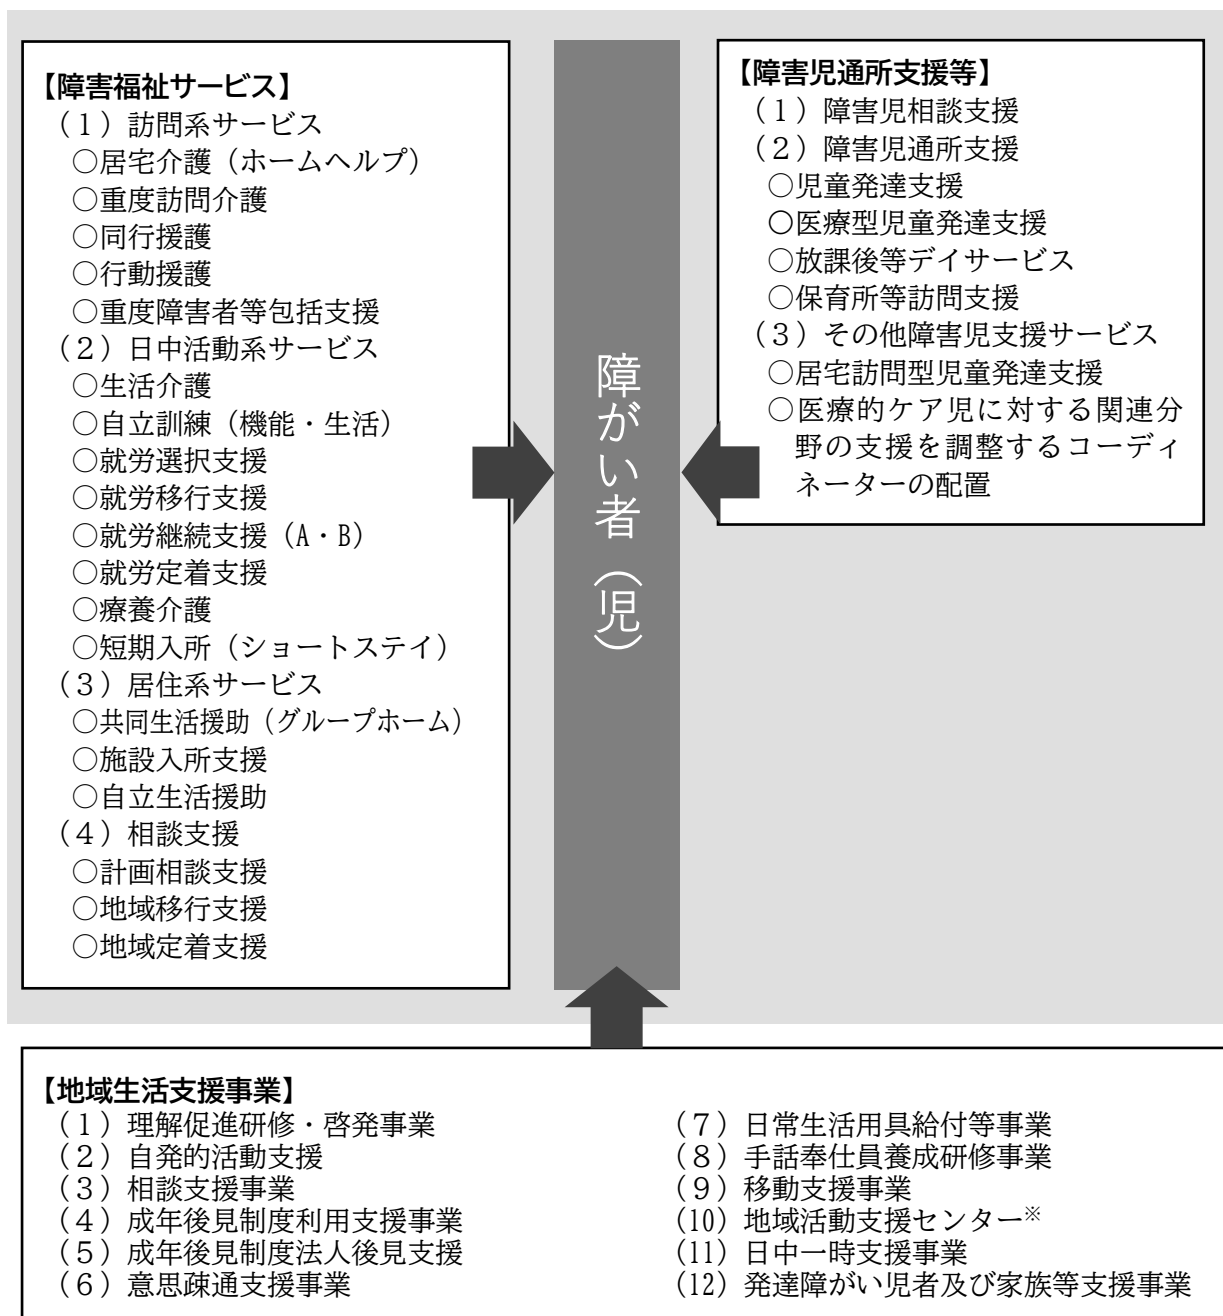 【障害福祉サービス】
（１）訪問系サービス
○居宅介護（ホームヘルプ）
○重度訪問介護
○同行援護
○行動援護
○重度障害者等包括支援
（２）日中活動系サービス
○生活介護
○自立訓練（機能・生活）
○就労選択支援
○就労移行支援
○就労継続支援（A・B）
○就労定着支援
○療養介護
○短期入所（ショートステイ）
（３）居住系サービス
○共同生活援助（グループホーム）
○施設入所支援
○自立生活援助
（４）相談支援
○計画相談支援
○地域移行支援
○地域定着支援
障がい者（児）
【障害児通所支援等】
（１）障害児相談支援
（２）障害児通所支援
○児童発達支援
○医療型児童発達支援
○放課後等デイサービス
○保育所等訪問支援
（３）その他障害児支援サービス
○居宅訪問型児童発達支援
○医療的ケア児に対する関連分
野の支援を調整するコーディ
ネーターの配置
【地域生活支援事業】
（１）理解促進研修・啓発事業
（２）自発的活動支援
（３）相談支援事業
（４）成年後見制度利用支援事業
（５）成年後見制度法人後見支援
（６）意思疎通支援事業
（７）日常生活用具給付等事業
（８）手話奉仕員養成研修事業
（９）移動支援事業
（10）地域活動支援センター※
（11）日中一時支援事業
（12）発達障がい児者及び家族等支援事業